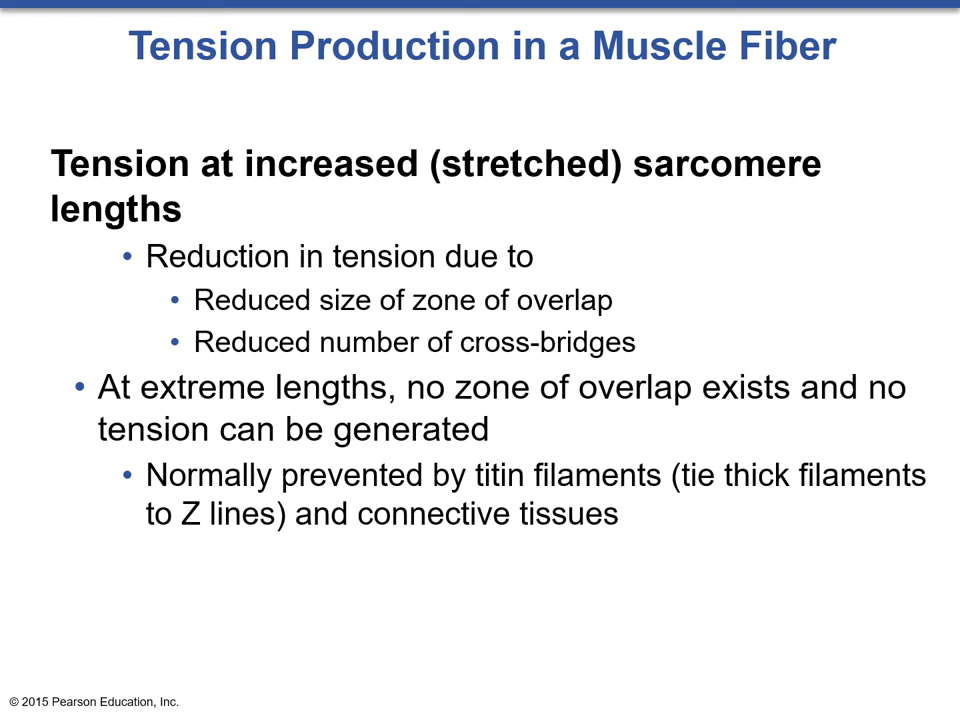 Tension Production in a Muscle Fiber
Tension at increased (stretched) sarcomere
lengths
• Reduction in tension due to
• Reduced size of zone of overlap
• Reduced number of cross-bridges
• At extreme lengths, no zone of overlap exists and no
tension can be generated
• Normally prevented by titin filaments (tie thick filaments
to Z lines) and connective tissues
© 2015 Pearson Education, Inc.